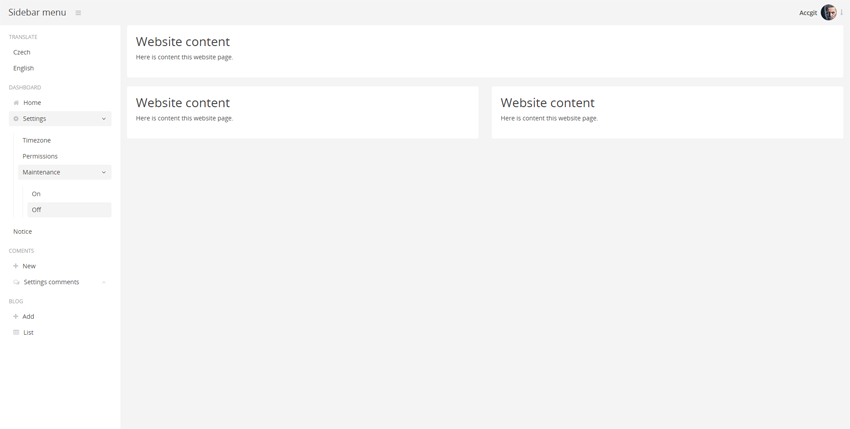 Sidebar menu
Accgit
TRANSLATE
Czech
English
DASHBOARD
Home
Settings
Timezone
Permissions
Maintenance
On
Off
Notice
COMENTS
New
Settings comments
BLOG
Add
List
Website content
Here is content this website page.
Website content
Here is content this website page.
Website content
Here is content this website page.